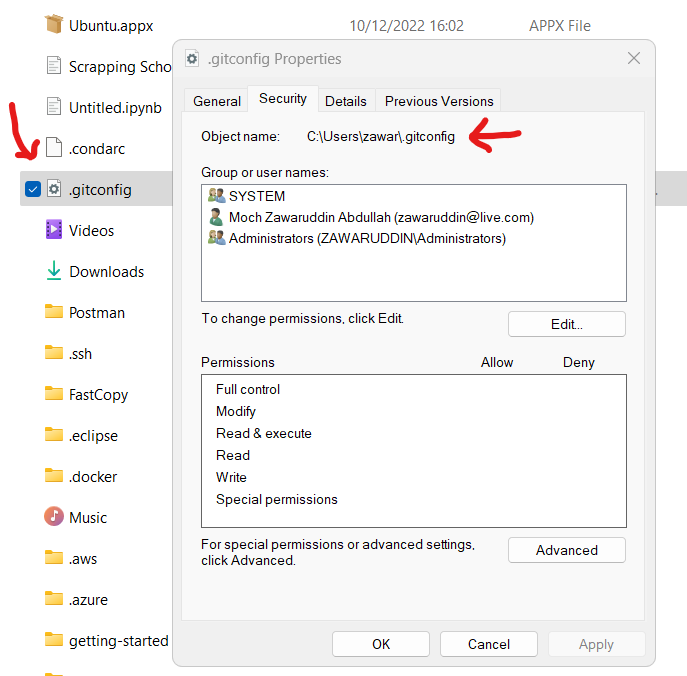 Ubuntu.appx 10/12/2022 16:02 APPX File
Scrapping Scho
Untitled.ipynb
.condarc
.gitconfig
Videos
Downloads
Postman
.ssh
FastCopy
.eclipse
.docker
Music
.aws
.azure
getting-started
.gitconfig Properties
General Security Details Previous Versions
Object name: C:\Users\zawar\.gitconfig
Group or user names:
SYSTEM
Moch Zawaruddin Abdullah (zawaruddin@live.com)
Administrators (ZAWARUDDIN\Administrators)
To change permissions, click Edit.
Edit...
Permissions Allow Deny
Full control
Modify
Read & execute
Read
Write
Special permissions
For special permissions or advanced settings,
click Advanced.
Advanced
OK Cancel Apply